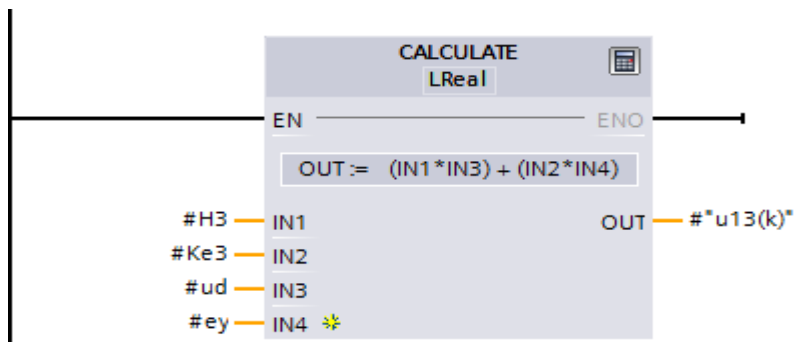 CALCULATE
LReal
EN ENO
OUT := (IN1*IN3) + (IN2*IN4)
#H3 IN1 OUT #"u13(k)"
#Ke3 IN2
#ud IN3
#ey IN4